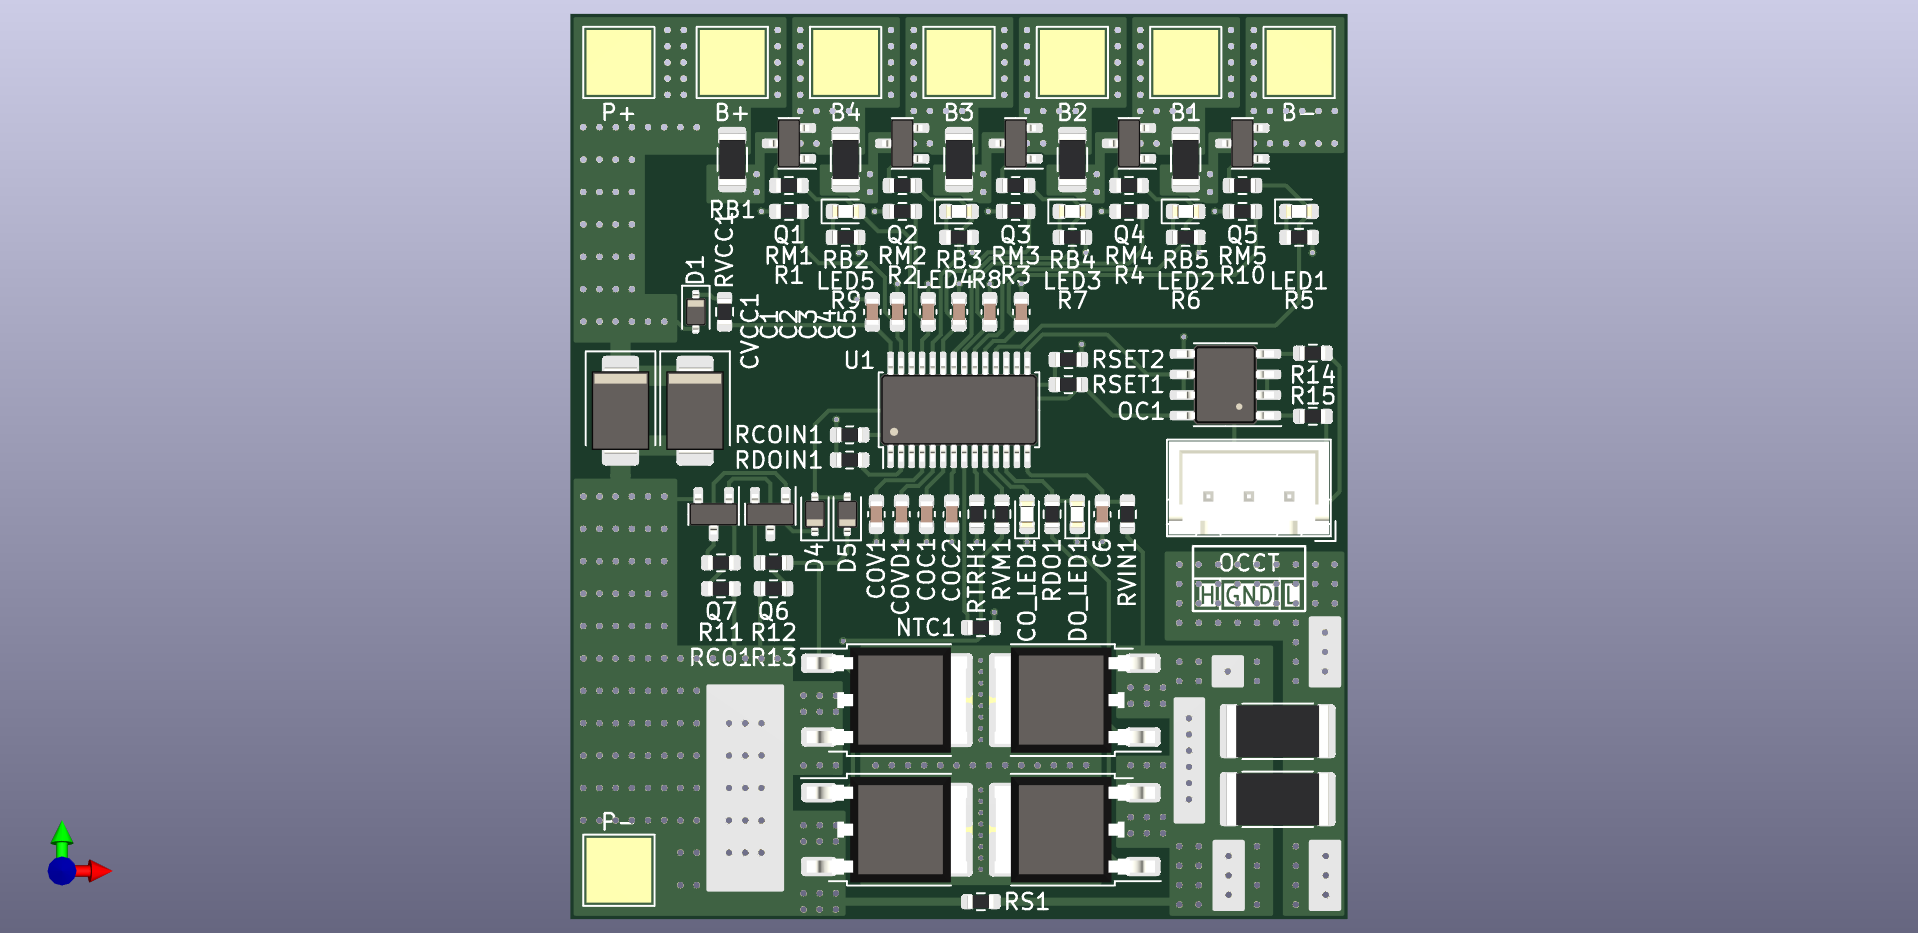 P+ B+ B4 B3 B2 B1 B-
RB1
Q1 Q2 Q3 Q4 Q5
RM1 RB2 RM2 RB3 RM3 RB4 RM4 RB5 RM5
R1 LED5 R2 LED4 R8 R3 LED3 R4 LED2 R10 LED1
R9 R7 R6 R5
D1
RVCC1
CVCC1
C1
C2
C3
C4
C5
U1
RSET2
RSET1
OC1
R14
R15
RCOIN1
RDOIN1
D4
D5
COV1
COVD1
COC1
COC2
RTRH1
RVM1
CO_LED1
RDO1
DO_LED1
C6
RVIN1
OCCT
H GND L
Q7 Q6
R11 R12
RCO1 R13
NTC1
P-
RS1